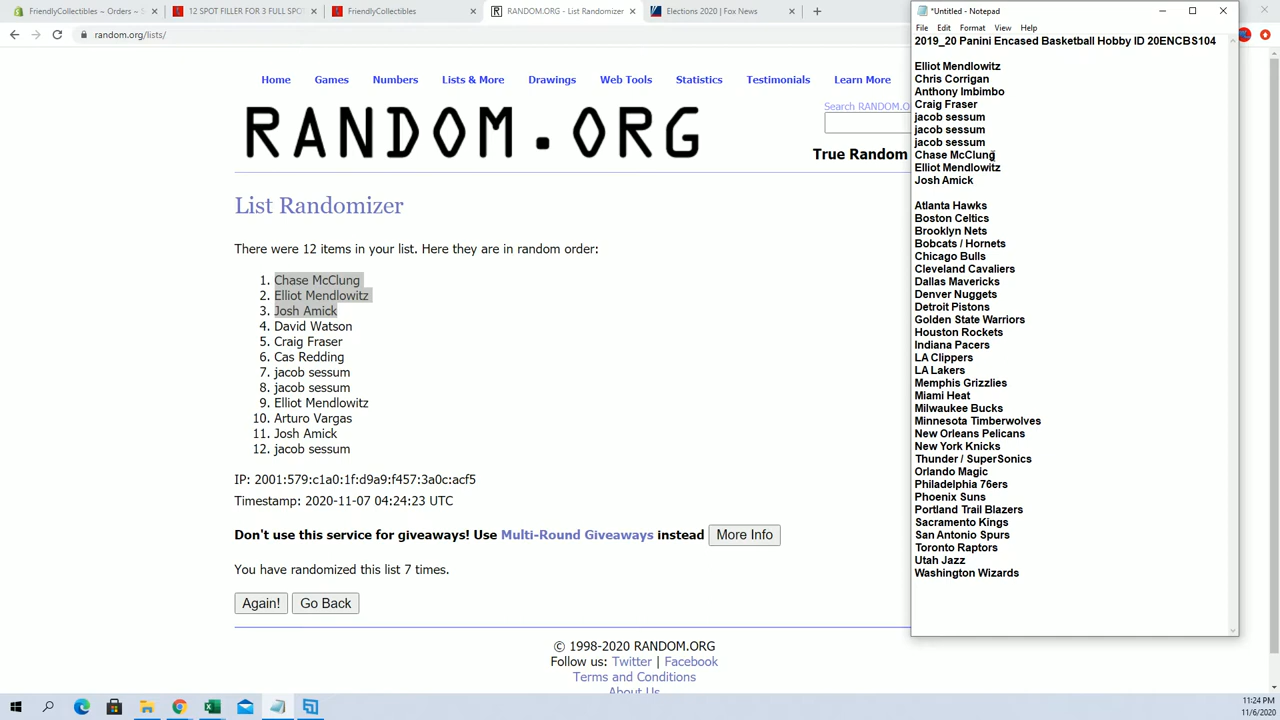 FriendlyCollectibles ~ Orders ~ S
12 SPOT FILLER FOR 3 FULL SPOT
FriendlyCollectibles
RANDOM.ORG - List Randomizer
Elections 2020 | Fox News
random.org/lists/
Home
Games
Numbers
Lists & More
Drawings
Web Tools
Statistics
Testimonials
Learn More
RANDOM.ORG
Search RANDOM.O
True Random
List Randomizer
There were 12 items in your list. Here they are in random order:
1. Chase McClung
2. Elliot Mendlowitz
3. Josh Amick
4. David Watson
5. Craig Fraser
6. Cas Redding
7. jacob sessum
8. jacob sessum
9. Elliot Mendlowitz
10. Arturo Vargas
11. Josh Amick
12. jacob sessum
IP: 2001:579:c1a0:1f:d9a9:f457:3a0c:acf5
Timestamp: 2020-11-07 04:24:23 UTC
Don't use this service for giveaways! Use Multi-Round Giveaways instead
More Info
You have randomized this list 7 times.
Again!
Go Back
© 1998-2020 RANDOM.ORG
Follow us: Twitter | Facebook
Terms and Conditions
About Us
*Untitled - Notepad
File
Edit
Format
View
Help
2019_20 Panini Encased Basketball Hobby ID 20ENCBS104
Elliot Mendlowitz
Chris Corrigan
Anthony Imbimbo
Craig Fraser
jacob sessum
jacob sessum
jacob sessum
Chase McClung
Elliot Mendlowitz
Josh Amick
Atlanta Hawks
Boston Celtics
Brooklyn Nets
Bobcats / Hornets
Chicago Bulls
Cleveland Cavaliers
Dallas Mavericks
Denver Nuggets
Detroit Pistons
Golden State Warriors
Houston Rockets
Indiana Pacers
LA Clippers
LA Lakers
Memphis Grizzlies
Miami Heat
Milwaukee Bucks
Minnesota Timberwolves
New Orleans Pelicans
New York Knicks
Thunder / SuperSonics
Orlando Magic
Philadelphia 76ers
Phoenix Suns
Portland Trail Blazers
Sacramento Kings
San Antonio Spurs
Toronto Raptors
Utah Jazz
Washington Wizards
11:24 PM
11/6/2020